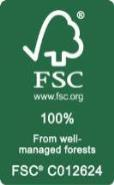 FSC
www.fsc.org
100%
From well-
managed forests
FSC® C012624